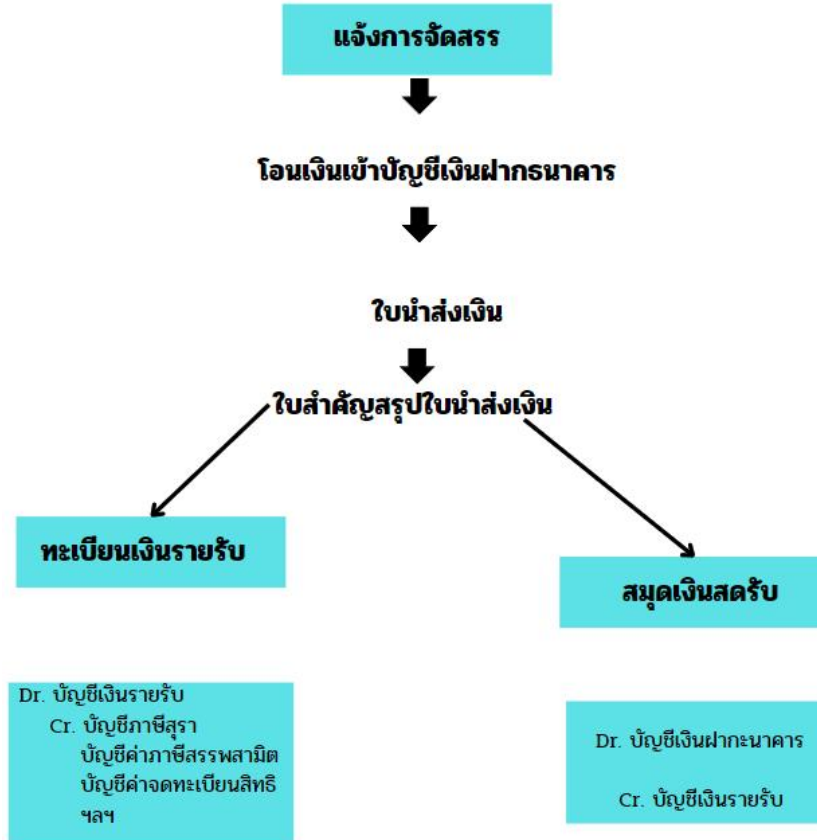 แจ้งการจัดสรร
โอนเงินเข้าบัญชีเงินฝากธนาคาร
ใบนำส่งเงิน
ใบสำคัญสรุปใบนำส่งเงิน
ทะเบียนเงินรายรับ
สมุดเงินสดรับ
Dr. บัญชีเงินรายรับ
Cr. บัญชีภาษีสุรา
บัญชีค่าภาษีสรรพสามิต
บัญชีค่าจดทะเบียนสิทธิ
ฯลฯ
Dr. บัญชีเงินฝากะนาคาร
Cr. บัญชีเงินรายรับ